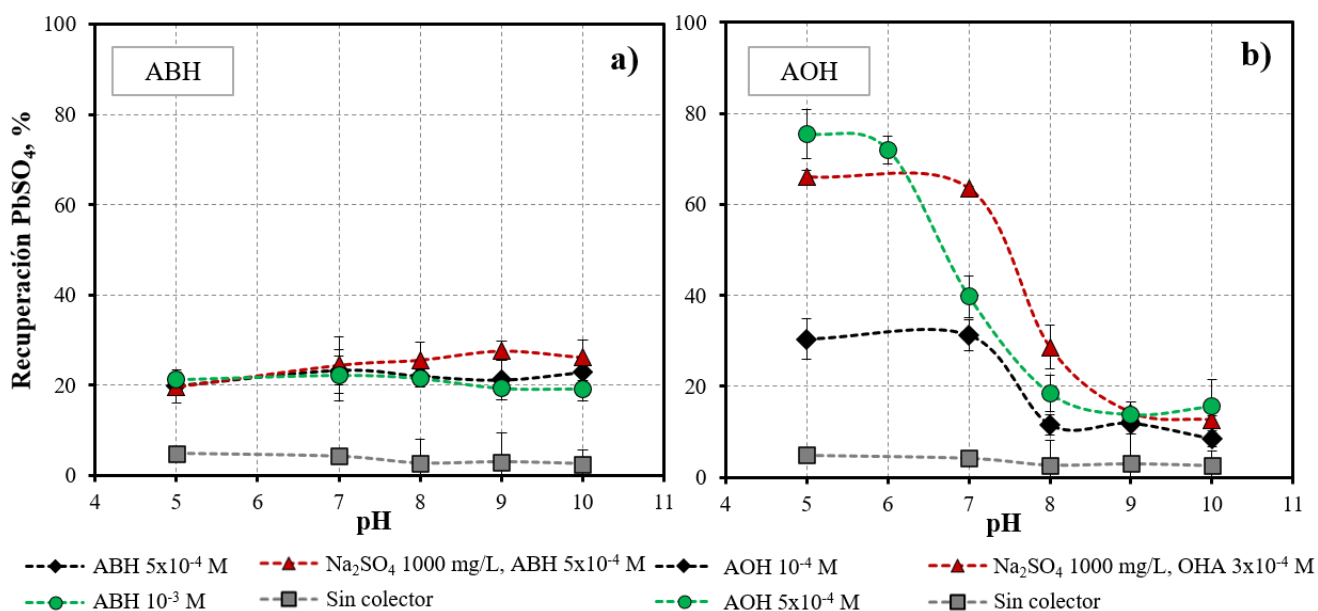 Recuperación PbSO₄, %
100
80
60
40
20
0
ABH
a)
4 5 6 7 8 9 10 11
pH
100
80
60
40
20
0
AOH
b)
4 5 6 7 8 9 10 11
pH
ABH 5x10⁻⁴ M
Na₂SO₄ 1000 mg/L, ABH 5x10⁻⁴ M
ABH 10⁻³ M
Sin colector
AOH 10⁻⁴ M
Na₂SO₄ 1000 mg/L, OHA 3x10⁻⁴ M
AOH 5x10⁻⁴ M
Sin colector